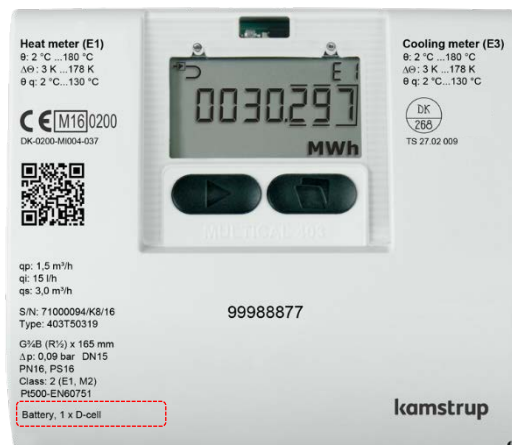 Heat meter (E1)
θ: 2 °C ...180 °C
ΔΘ: 3 K ...178 K
θ q: 2 °C...130 °C
CE M16 0200
DK-0200-MI004-037
Cooling meter (E3)
θ: 2 °C ...180 °C
ΔΘ: 3 K ...178 K
θ q: 2 °C...130 °C
DK
268
TS 27.02 009
E1
0030.297
MWh
MULTICAL 403
qp: 1,5 m³/h
qi: 15 l/h
qs: 3,0 m³/h
S/N: 71000094/K8/16
Type: 403T50319
G¾B (R½) x 165 mm
Δp: 0,09 bar DN15
PN16, PS16
Class: 2 (E1, M2)
Pt500-EN60751
Battery, 1 x D-cell
99988877
kamstrup